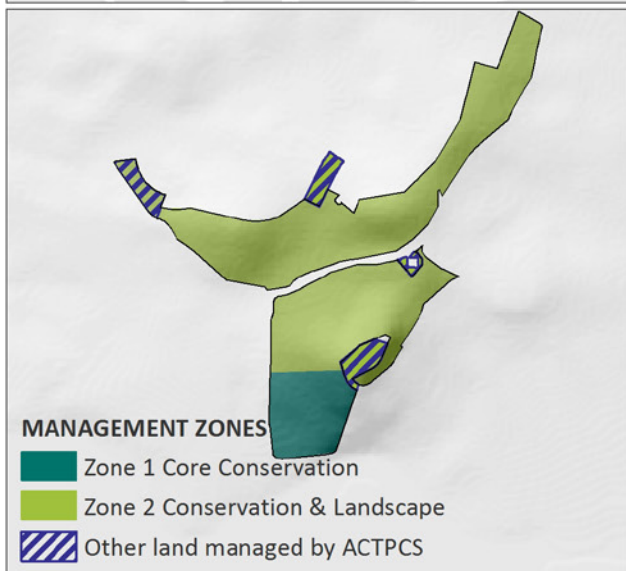 MANAGEMENT ZONES
Zone 1 Core Conservation
Zone 2 Conservation & Landscape
Other land managed by ACTPCS